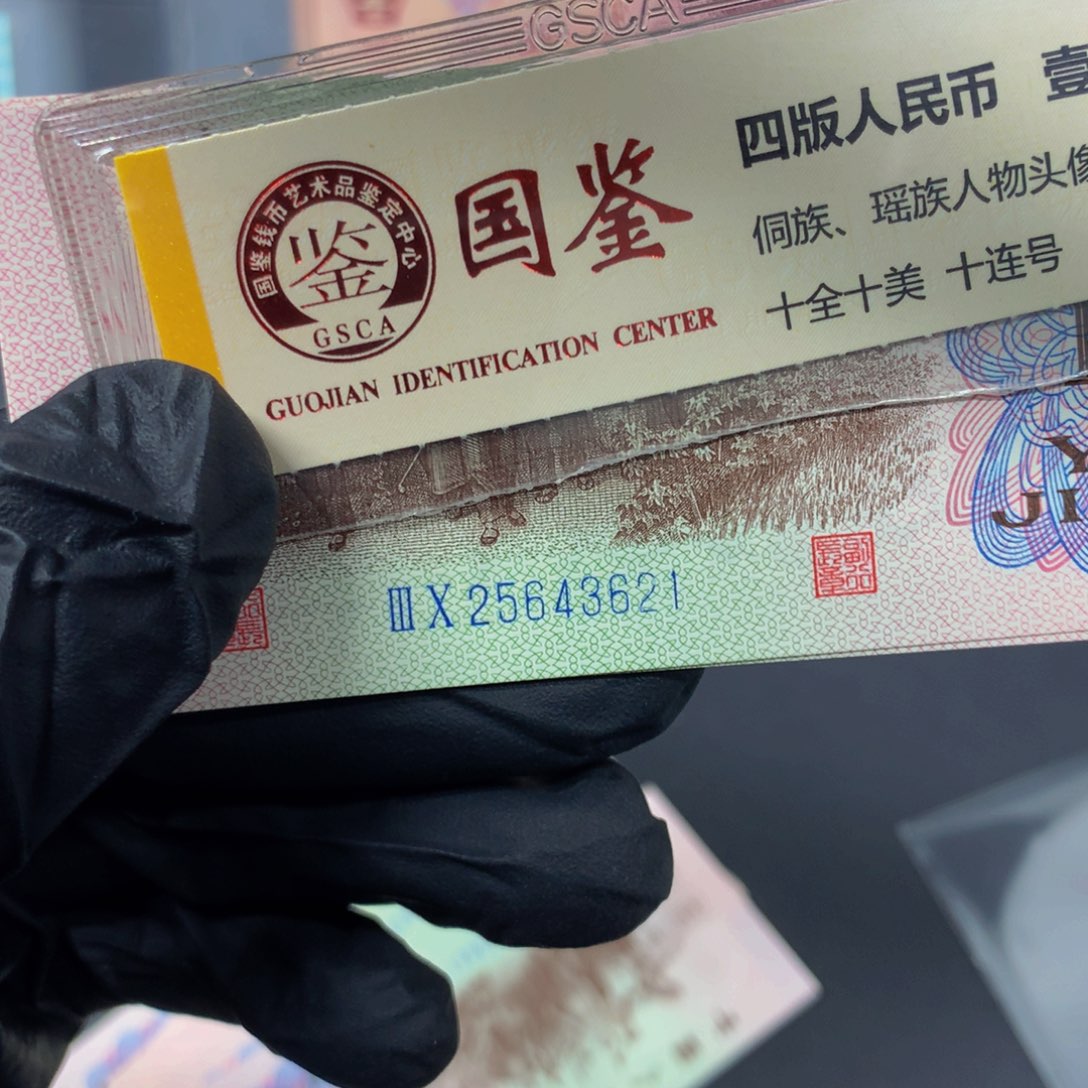 GSCA
四版人民币 壹
侗族、瑶族人物头像
十全十美 十连号
国鉴钱币艺术品鉴定中心
鉴
GSCA
国鉴
GUOJIAN IDENTIFICATION CENTER
Y
JI
ⅢX25643621